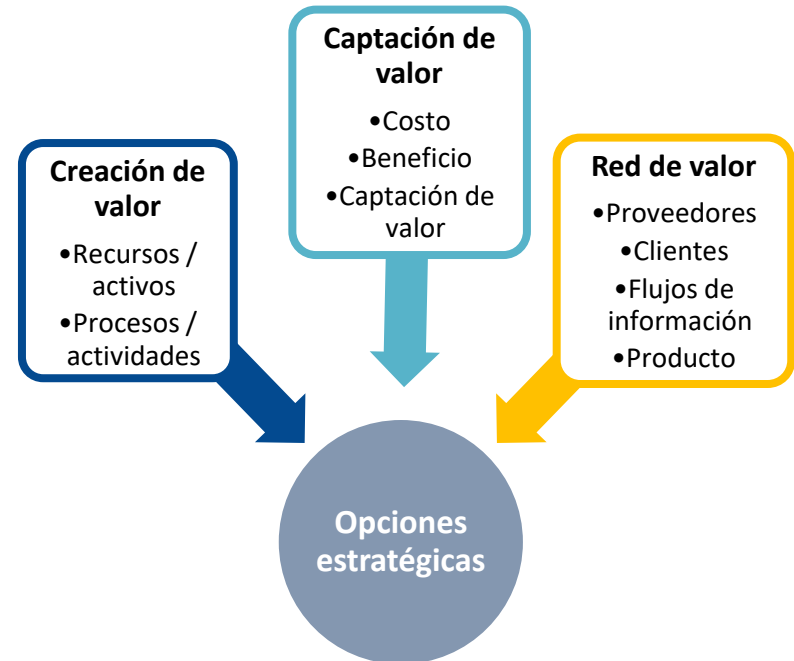 Creación de
valor
•Recursos /
activos
•Procesos /
actividades
Captación de
valor
•Costo
•Beneficio
•Captación de
valor
Red de valor
•Proveedores
•Clientes
•Flujos de
información
•Producto
Opciones
estratégicas